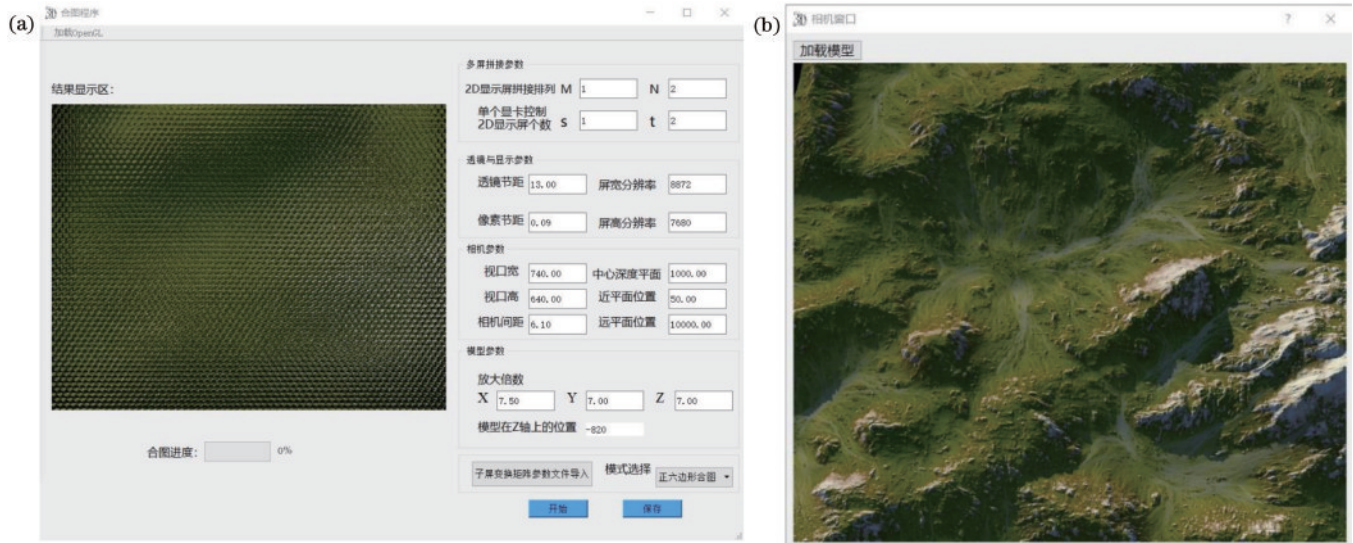 (a)
合图程序
加载OpenGL
结果显示区：
合图进度：
0%
多屏拼接参数
2D显示屏拼接排列 M 1 N 2
单个显卡控制
2D显示屏个数 s 1 t 2
透镜与显示参数
透镜节距 13.00 屏宽分辨率 8872
像素节距 0.09 屏高分辨率 7680
相机参数
视口宽 740.00 中心深度平面 1000.00
视口高 640.00 近平面位置 50.00
相机间距 6.10 远平面位置 10000.00
模型参数
放大倍数
X 7.50 Y 7.00 Z 7.00
模型在Z轴上的位置 -820
子屏变换矩阵参数文件导入 模式选择 正六边形合图
开始 保存
(b)
相机窗口
加载模型